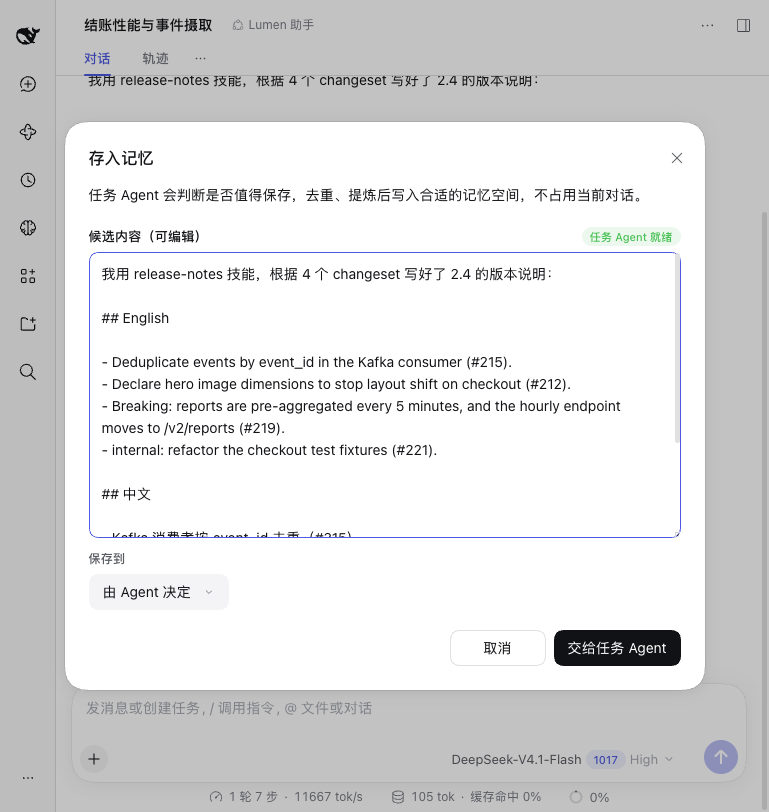 结账性能与事件摄取
Lumen 助手
对话
轨迹
我用 release-notes 技能，根据 4 个 changeset 写好了 2.4 的版本说明：
存入记忆
任务 Agent 会判断是否值得保存，去重、提炼后写入合适的记忆空间，不占用当前对话。
候选内容（可编辑）
任务 Agent 就绪
我用 release-notes 技能，根据 4 个 changeset 写好了 2.4 的版本说明：
## English
- Deduplicate events by event_id in the Kafka consumer (#215).
- Declare hero image dimensions to stop layout shift on checkout (#212).
- Breaking: reports are pre-aggregated every 5 minutes, and the hourly endpoint
moves to /v2/reports (#219).
- internal: refactor the checkout test fixtures (#221).
## 中文
- Kafka 消费者按 event_id 去重（#215）
保存到
由 Agent 决定
取消
交给任务 Agent
发消息或创建任务, / 调用指令, @ 文件或对话
DeepSeek-V4.1-Flash
1017
High
1 轮 7 步 · 11667 tok/s
105 tok · 缓存命中 0%
0%